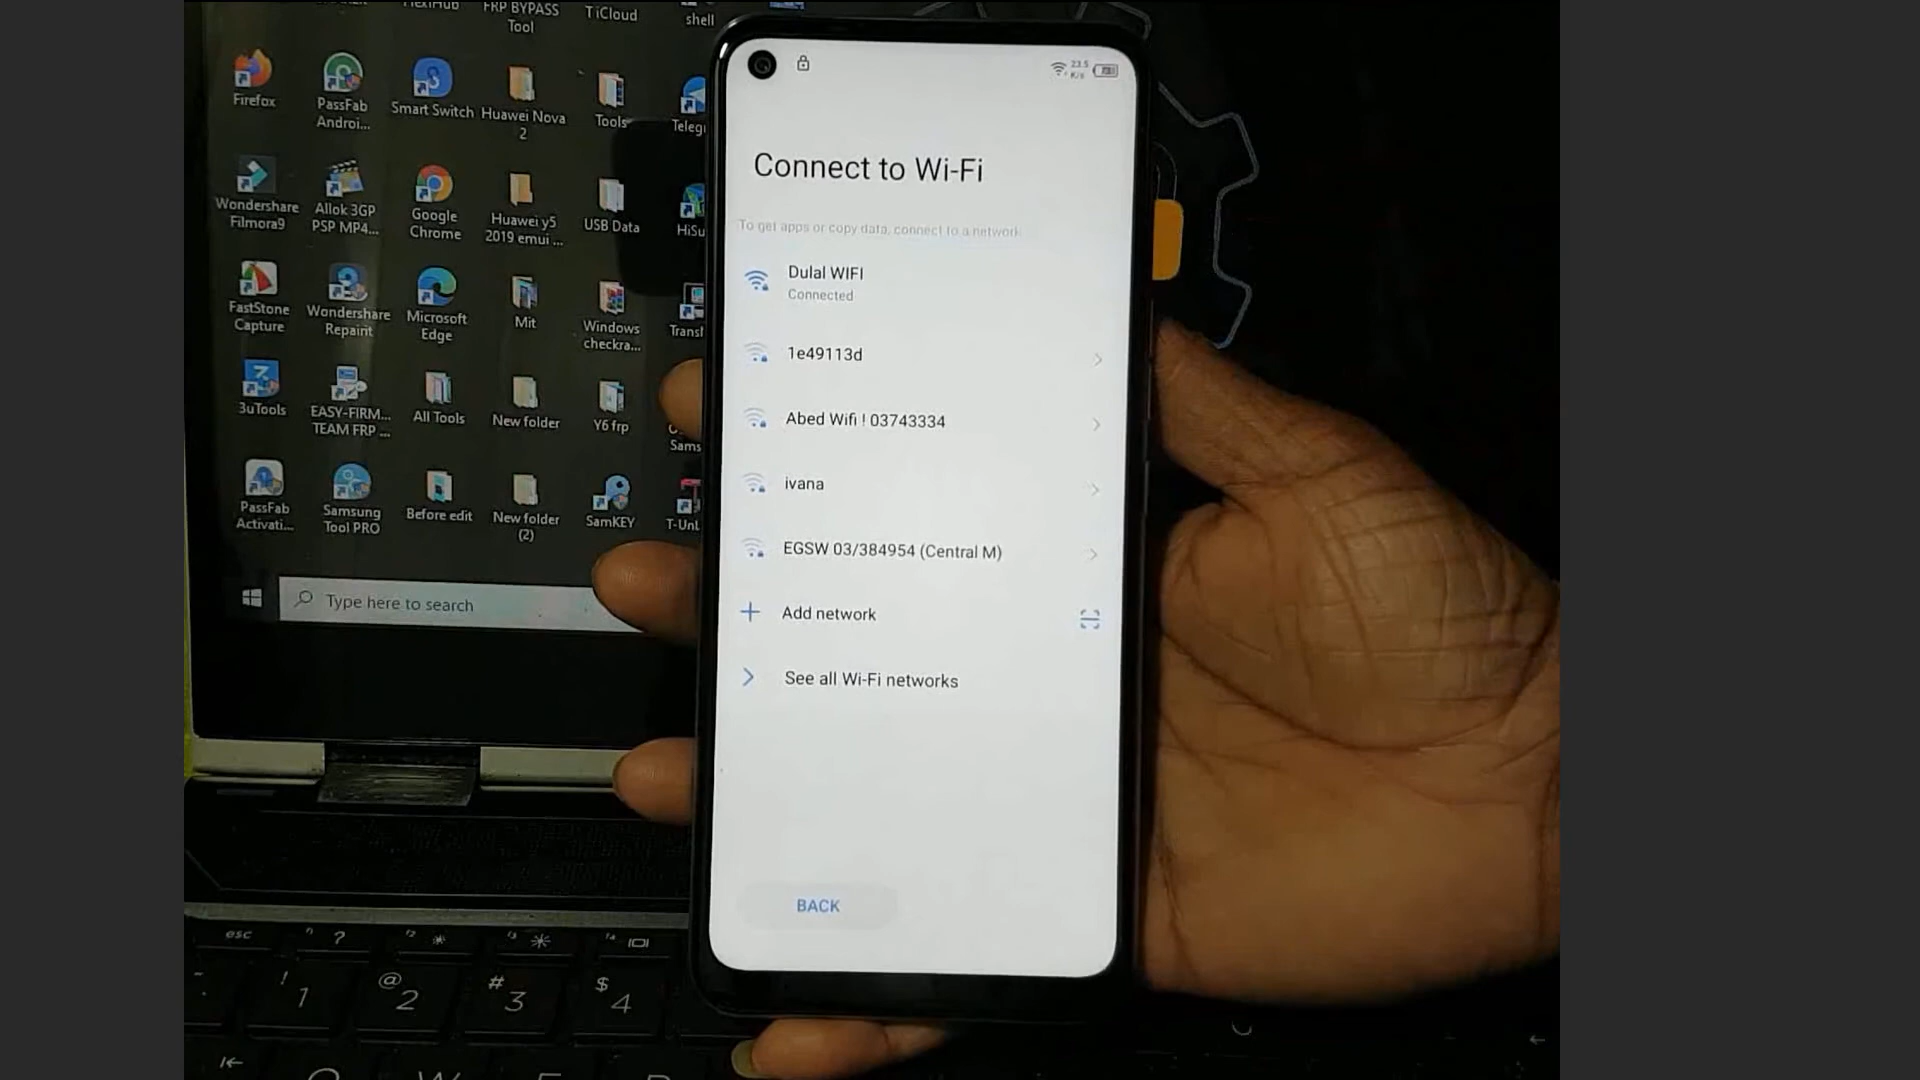 FRP BYPASS
Tool
TiCloud
shell
Firefox
PassFab
Androi...
Smart Switch
Huawei Nova
2
Tools
Wondershare
Filmora9
Allok 3GP
PSP MP4...
Google
Chrome
Huawei y5
2019 emui ...
USB Data
HiSu
FastStone
Capture
Wondershare
Repairit
Microsoft
Edge
Mit
Windows
checkra...
3uTools
EASY-FIRM...
TEAM FRP ...
All Tools
New folder
Y6 frp
Sams
PassFab
Activati...
Samsung
Tool PRO
Before edit
New folder
(2)
SamKEY
Type here to search
23.5
K/s
Connect to Wi-Fi
To get apps or copy data, connect to a network
Dulal WIFI
Connected
1e49113d
Abed Wifi ! 03743334
ivana
EGSW 03/384954 (Central M)
Add network
See all Wi-Fi networks
BACK
esc
?
! 1
@ 2
# 3
$ 4